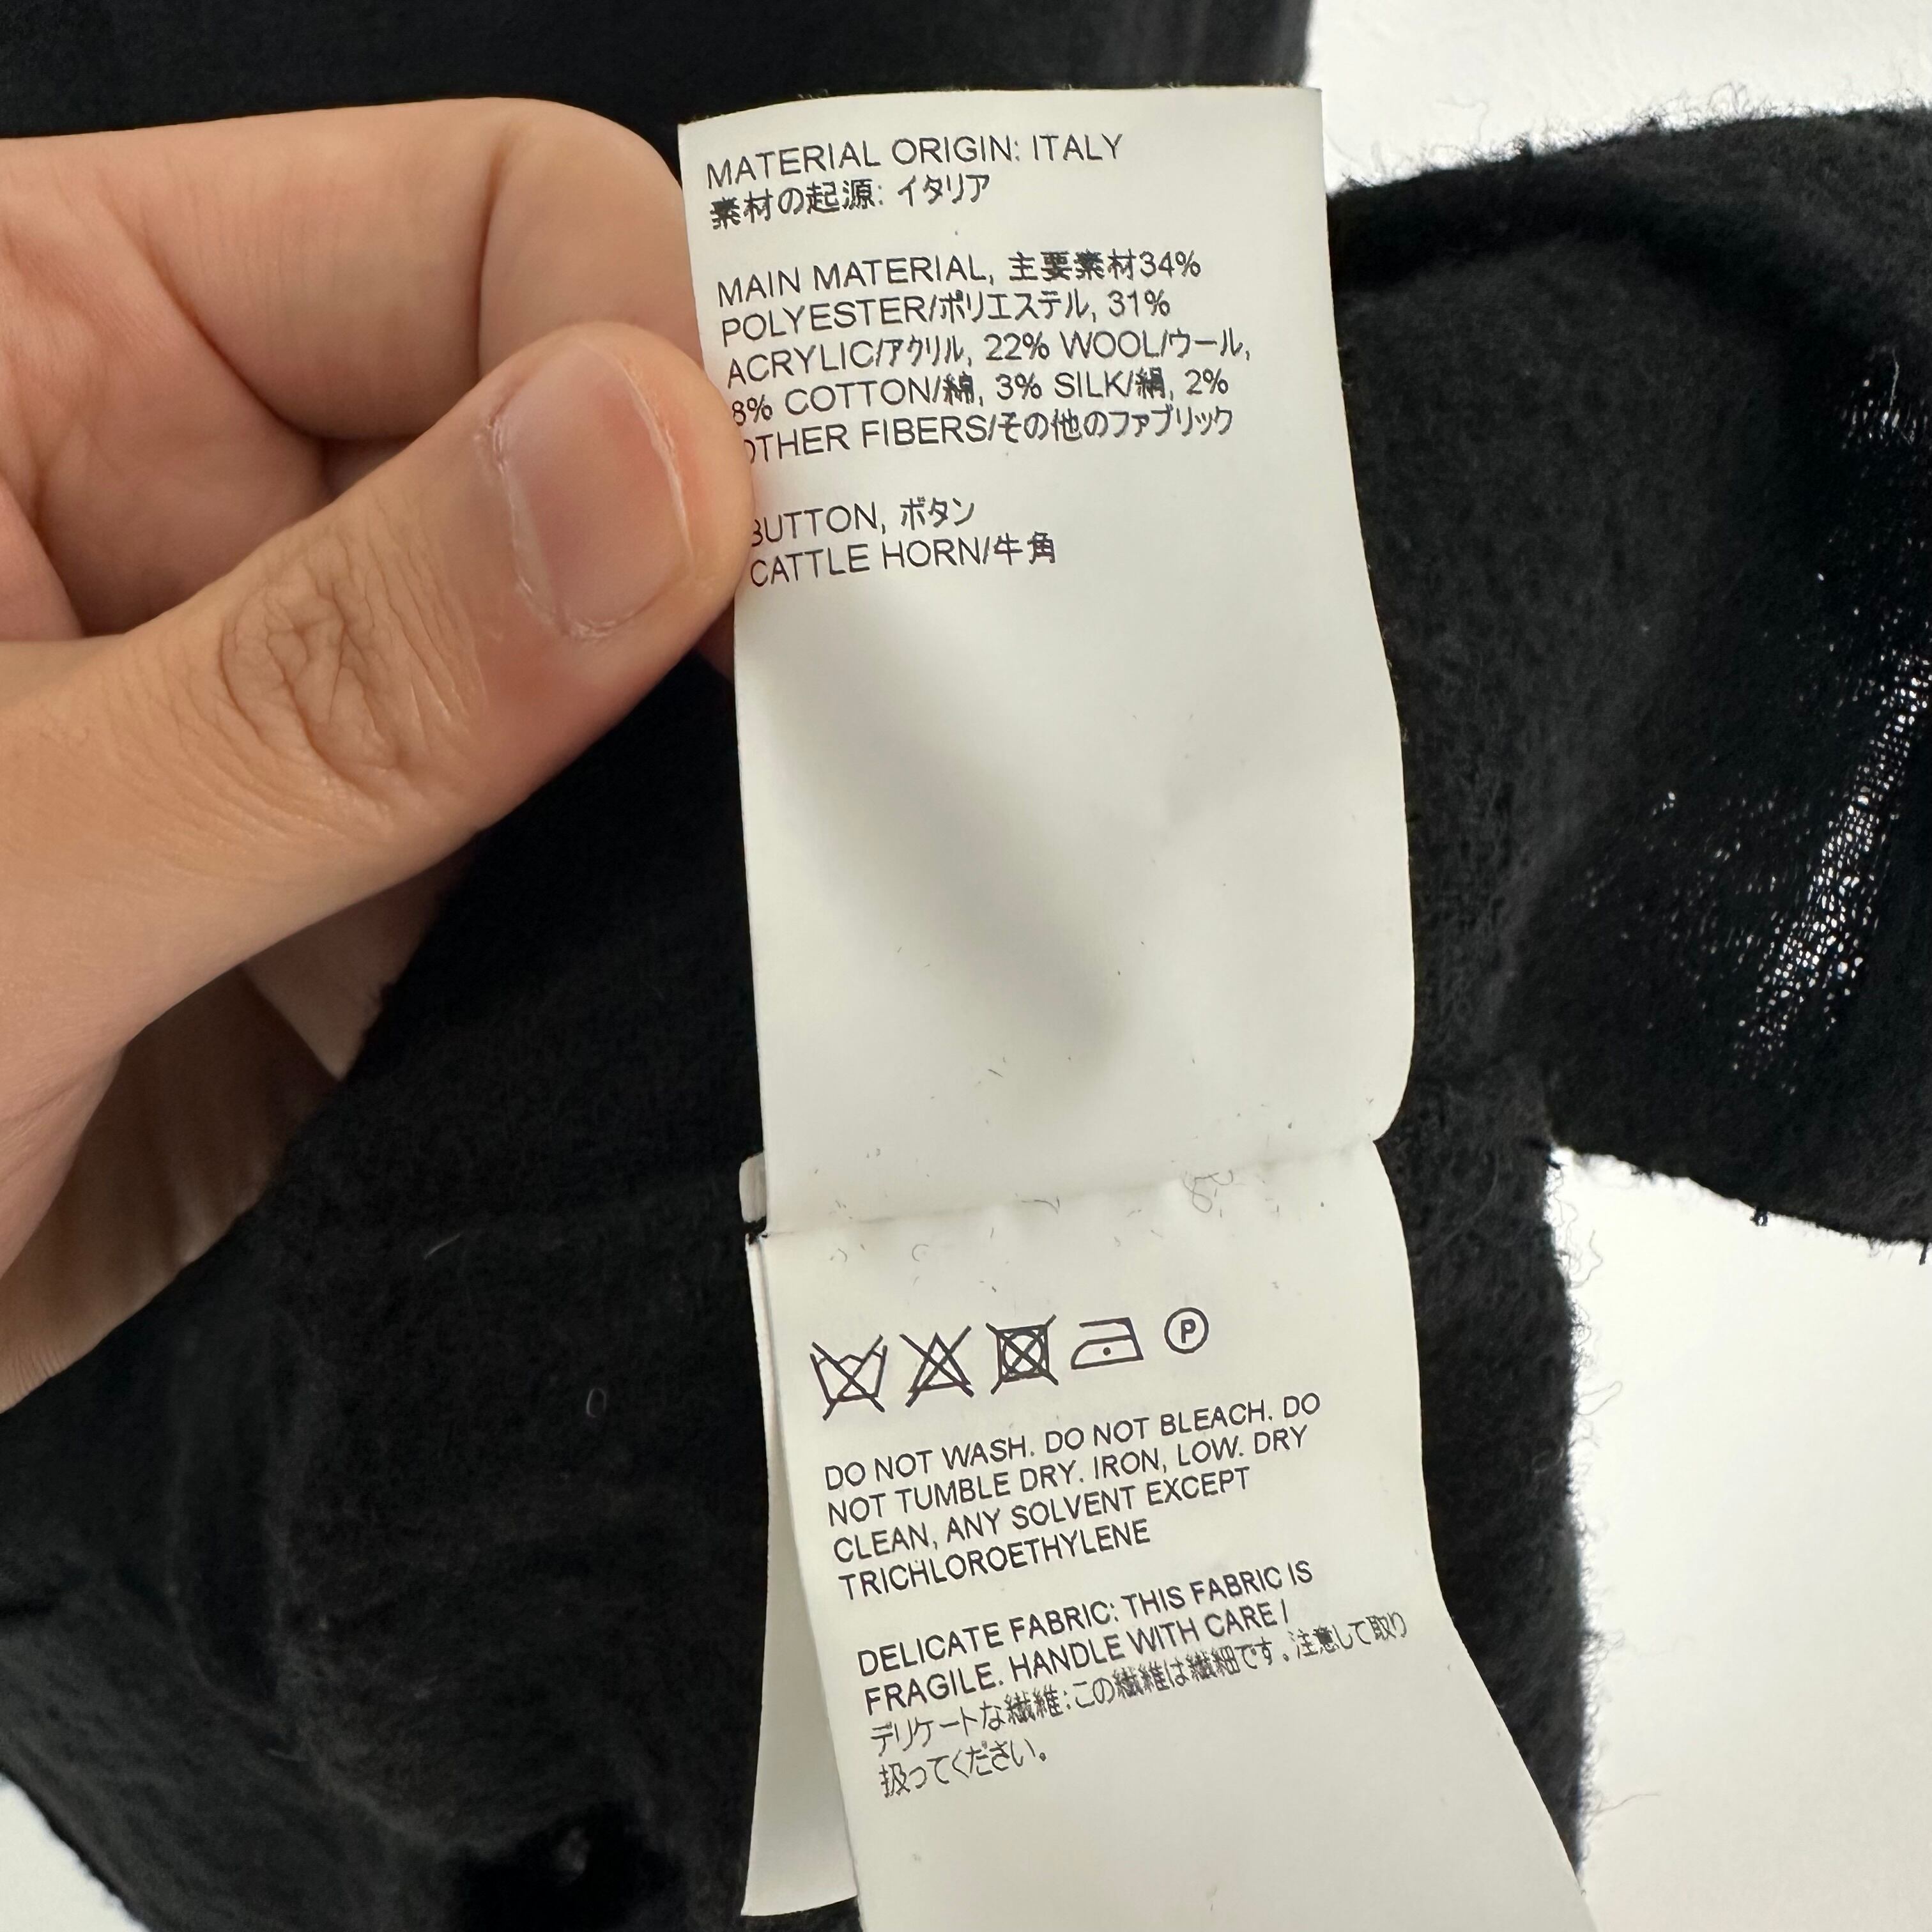 MATERIAL ORIGIN: ITALY
素材の起源: イタリア
MAIN MATERIAL, 主要素材34%
POLYESTER/ポリエステル, 31%
ACRYLIC/アクリル, 22% WOOL/ウール,
8% COTTON/綿, 3% SILK/絹, 2%
OTHER FIBERS/その他のファブリック
BUTTON, ボタン
CATTLE HORN/牛角
P
DO NOT WASH. DO NOT BLEACH. DO
NOT TUMBLE DRY. IRON, LOW. DRY
CLEAN, ANY SOLVENT EXCEPT
TRICHLOROETHYLENE
DELICATE FABRIC: THIS FABRIC IS
FRAGILE. HANDLE WITH CARE !
デリケートな繊維:この繊維は繊細です。注意して取り
扱ってください。